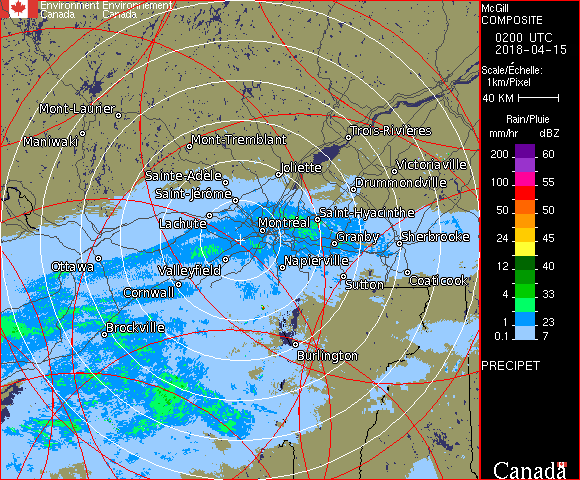 Environment Environnement
Canada Canada
McGill
COMPOSITE
0200 UTC
2018-04-15
Scale/Échelle:
1km/Pixel
40 KM
Rain/Pluie
mm/hr dBZ
200 60
100 55
50 50
24 45
12 40
4 33
1 23
0.1 7
PRECIPET
Canada
Mont-Laurier
Maniwaki
Mont-Tremblant
Trois-Rivières
Victoriaville
Joliette
Sainte-Adèle
Drummondville
Saint-Jérôme
Saint-Hyacinthe
Lachute
Montréal
Granby
Sherbrooke
Ottawa
Valleyfield
Napierville
Sutton
Coaticook
Cornwall
Brockville
Burlington